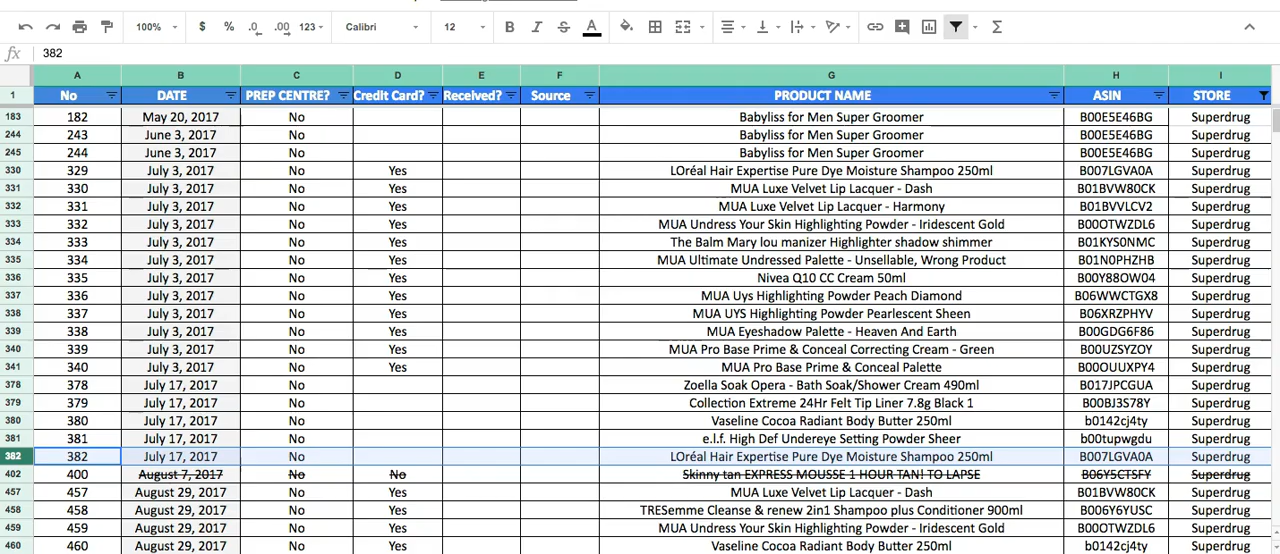 100% $ % .0 .00 123 Calibri 12 B I S A Σ
fx 382
A B C D E F G H I
1 No DATE PREP CENTRE? Credit Card? Received? Source PRODUCT NAME ASIN STORE
183 182 May 20, 2017 No Babyliss for Men Super Groomer B00E5E46BG Superdrug
244 243 June 3, 2017 No Babyliss for Men Super Groomer B00E5E46BG Superdrug
245 244 June 3, 2017 No Babyliss for Men Super Groomer B00E5E46BG Superdrug
330 329 July 3, 2017 No Yes LOréal Hair Expertise Pure Dye Moisture Shampoo 250ml B007LGVA0A Superdrug
331 330 July 3, 2017 No Yes MUA Luxe Velvet Lip Lacquer - Dash B01BVW80CK Superdrug
332 331 July 3, 2017 No Yes MUA Luxe Velvet Lip Lacquer - Harmony B01BVVLCV2 Superdrug
333 332 July 3, 2017 No Yes MUA Undress Your Skin Highlighting Powder - Iridescent Gold B00OTWZDL6 Superdrug
334 333 July 3, 2017 No Yes The Balm Mary lou manizer Highlighter shadow shimmer B01KYS0NMC Superdrug
335 334 July 3, 2017 No Yes MUA Ultimate Undressed Palette - Unsellable, Wrong Product B01N0PHZHB Superdrug
336 335 July 3, 2017 No Yes Nivea Q10 CC Cream 50ml B00Y88OW04 Superdrug
337 336 July 3, 2017 No Yes MUA Uys Highlighting Powder Peach Diamond B06WWCTGX8 Superdrug
338 337 July 3, 2017 No Yes MUA UYS Highlighting Powder Pearlescent Sheen B06XRZPHYV Superdrug
339 338 July 3, 2017 No Yes MUA Eyeshadow Palette - Heaven And Earth B00GDG6F86 Superdrug
340 339 July 3, 2017 No Yes MUA Pro Base Prime & Conceal Correcting Cream - Green B00UZSYZOY Superdrug
341 340 July 3, 2017 No Yes MUA Pro Base Prime & Conceal Palette B00OUUXPY4 Superdrug
378 378 July 17, 2017 No Zoella Soak Opera - Bath Soak/Shower Cream 490ml B017JPCGUA Superdrug
379 379 July 17, 2017 No Collection Extreme 24Hr Felt Tip Liner 7.8g Black 1 B00BJ3S78Y Superdrug
380 380 July 17, 2017 No Vaseline Cocoa Radiant Body Butter 250ml b0142cj4ty Superdrug
381 381 July 17, 2017 No e.l.f. High Def Undereye Setting Powder Sheer b00tupwgdu Superdrug
382 382 July 17, 2017 No LOréal Hair Expertise Pure Dye Moisture Shampoo 250ml B007LGVA0A Superdrug
402 400 August 7, 2017 No No Skinny tan EXPRESS MOUSSE 1 HOUR TAN! TO LAPSE B06Y5CTSFY Superdrug
457 457 August 29, 2017 No Yes MUA Luxe Velvet Lip Lacquer - Dash B01BVW80CK Superdrug
458 458 August 29, 2017 No Yes TRESemme Cleanse & renew 2in1 Shampoo plus Conditioner 900ml B006Y6YUSC Superdrug
459 459 August 29, 2017 No Yes MUA Undress Your Skin Highlighting Powder - Iridescent Gold B00OTWZDL6 Superdrug
460 460 August 29, 2017 No Yes Vaseline Cocoa Radiant Body Butter 250ml b0142cj4ty Superdrug